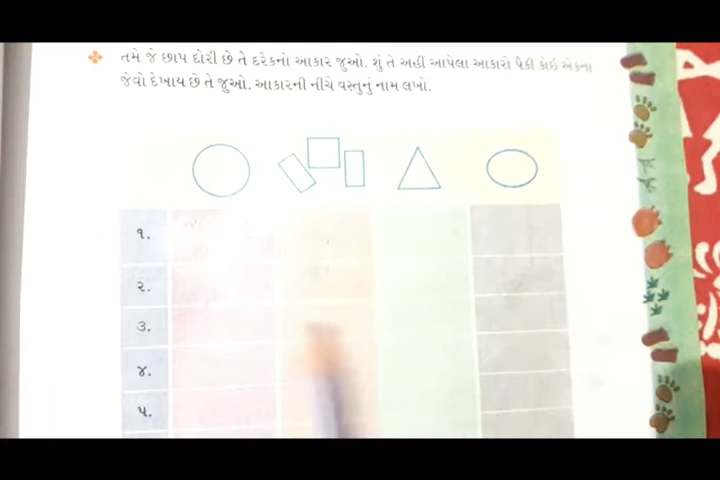 તમે જે છાપ દોરી છે તે દરેકનો આકાર જુઓ. શું તે અહીં આપેલા આકારો પૈકી કોઈ એકના
જેવો દેખાય છે તે જુઓ. આકારની નીચે વસ્તુનું નામ લખો.
૧.
૨.
૩.
૪.
૫.